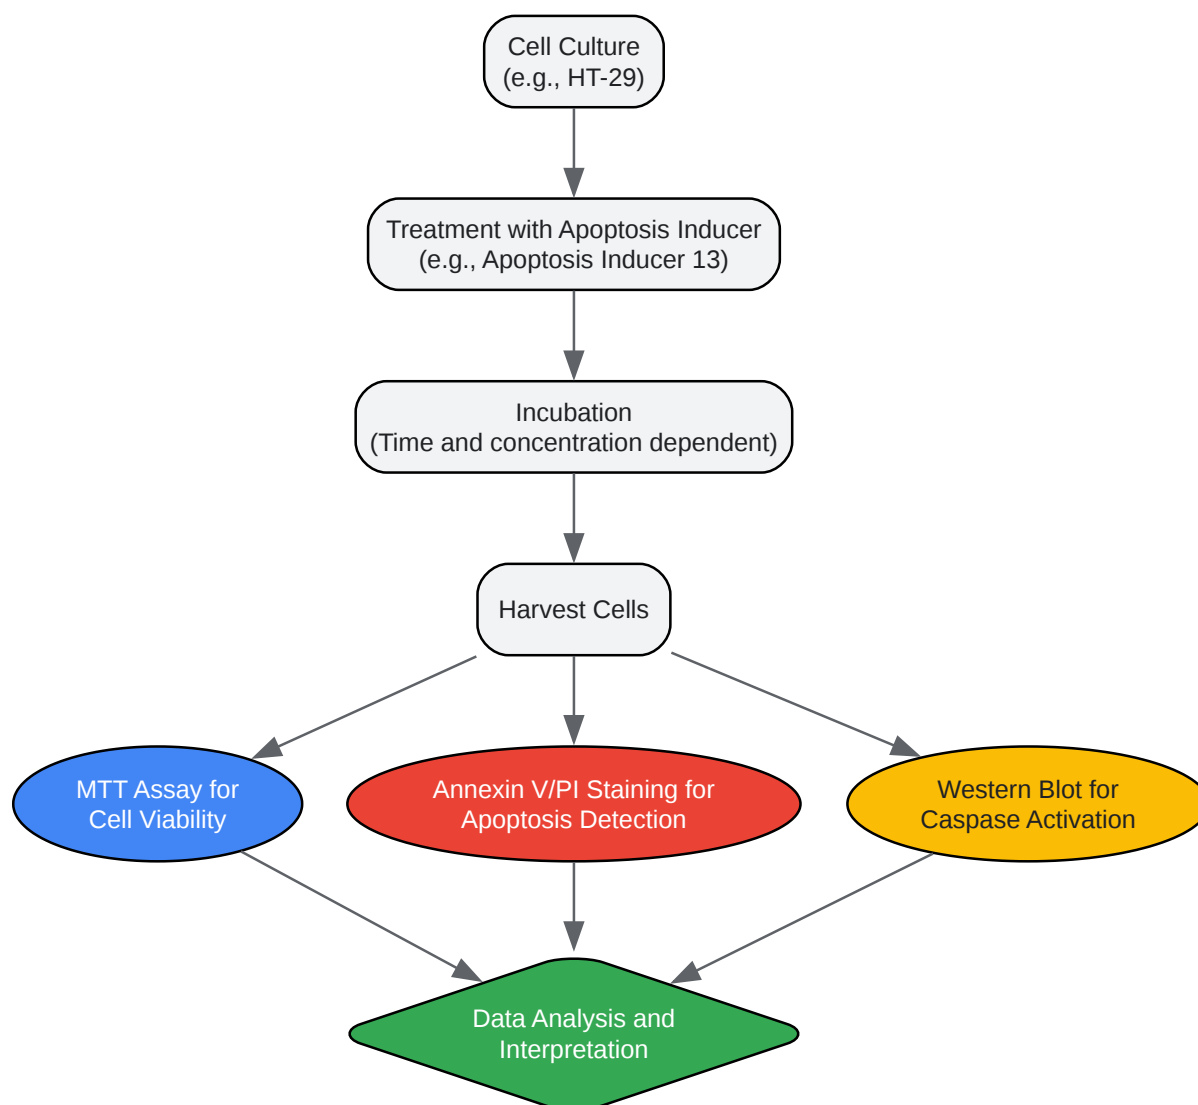 Cell Culture
(e.g., HT-29)
Treatment with Apoptosis Inducer
(e.g., Apoptosis Inducer 13)
Incubation
(Time and concentration dependent)
Harvest Cells
MTT Assay for
Cell Viability
Annexin V/PI Staining for
Apoptosis Detection
Western Blot for
Caspase Activation
Data Analysis and
Interpretation